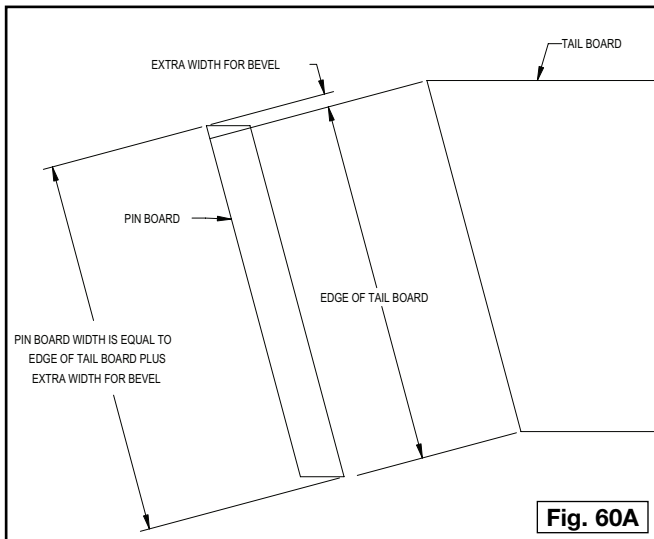 EXTRA WIDTH FOR BEVEL
TAIL BOARD
PIN BOARD
EDGE OF TAIL BOARD
PIN BOARD WIDTH IS EQUAL TO
EDGE OF TAIL BOARD PLUS
EXTRA WIDTH FOR BEVEL
Fig. 60A